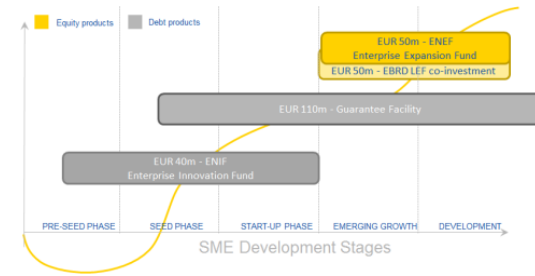 Equity products
Debt products
EUR 50m - ENEF
Enterprise Expansion Fund
EUR 50m - EBRD LEF co-investment
EUR 110m - Guarantee Facility
EUR 40m - ENIF
Enterprise Innovation Fund
PRE-SEED PHASE
SEED PHASE
START-UP PHASE
EMERGING GROWTH
DEVELOPMENT
SME Development Stages